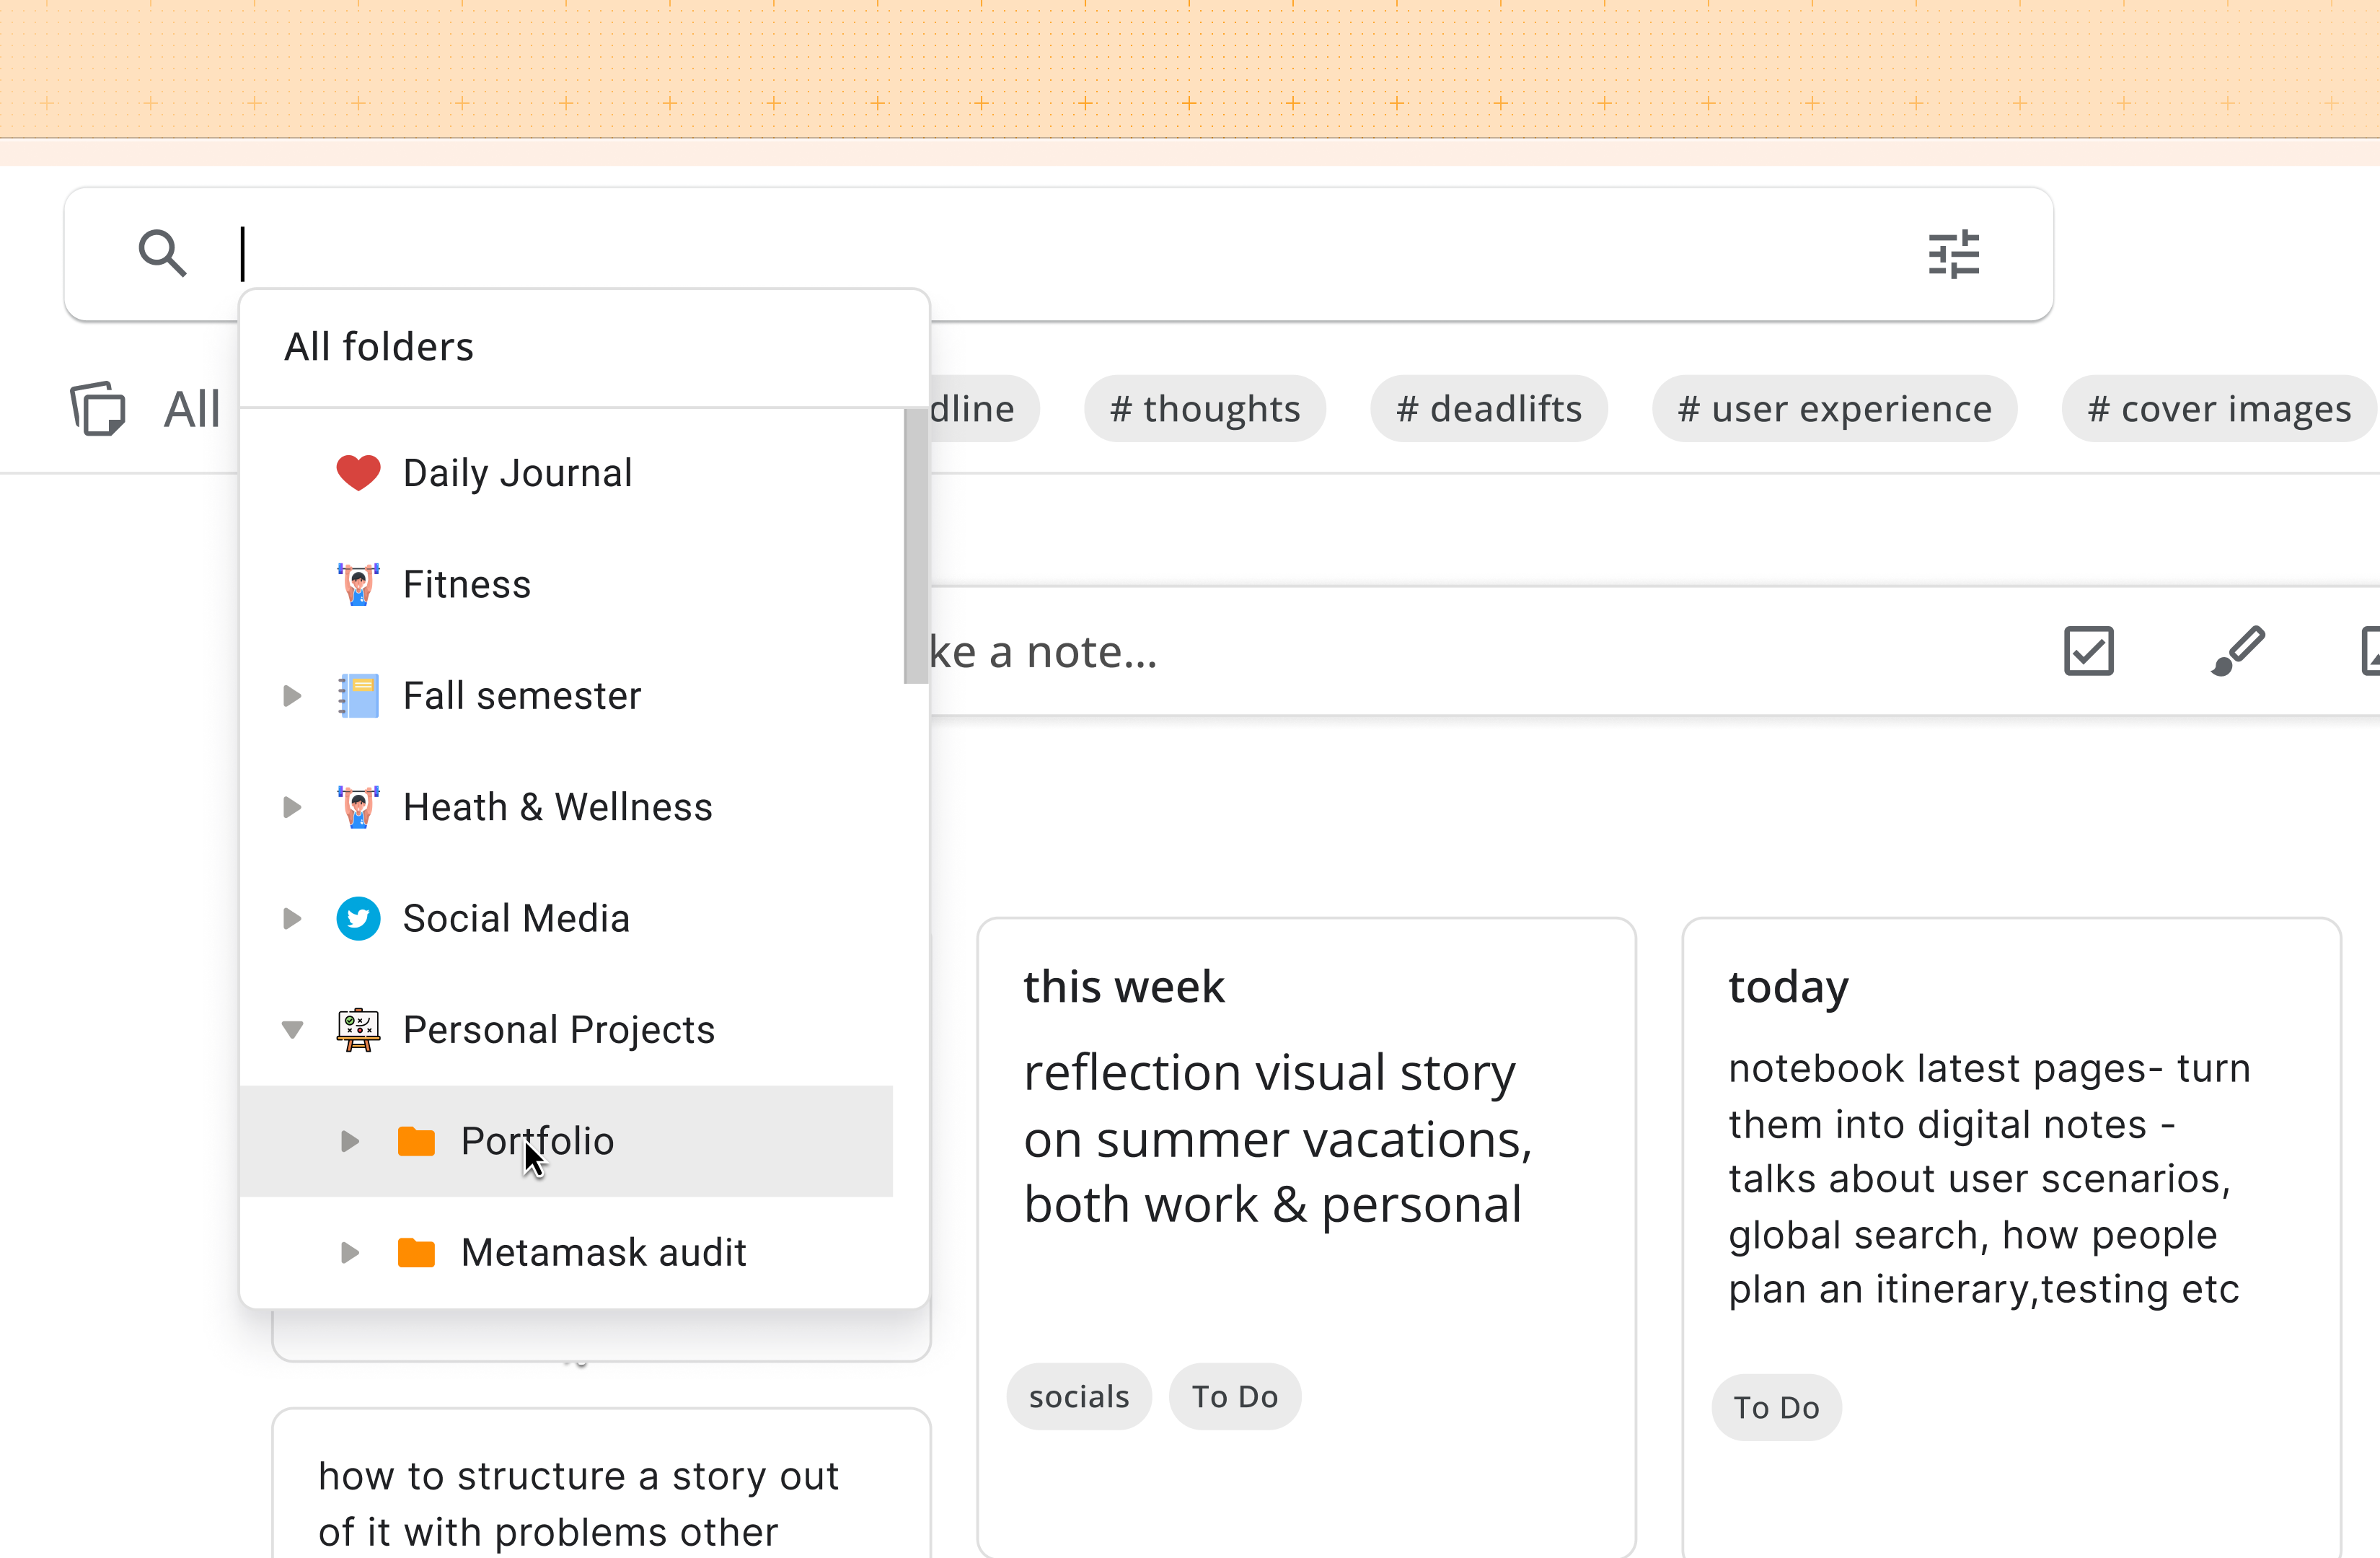 All folders
All
dline
# thoughts
# deadlifts
# user experience
# cover images
Daily Journal
Fitness
Fall semester
Heath & Wellness
Social Media
Personal Projects
Portfolio
Metamask audit
ke a note...
this week
reflection visual story
on summer vacations,
both work & personal
socials
To Do
today
notebook latest pages- turn
them into digital notes -
talks about user scenarios,
global search, how people
plan an itinerary,testing etc
To Do
how to structure a story out
of it with problems other